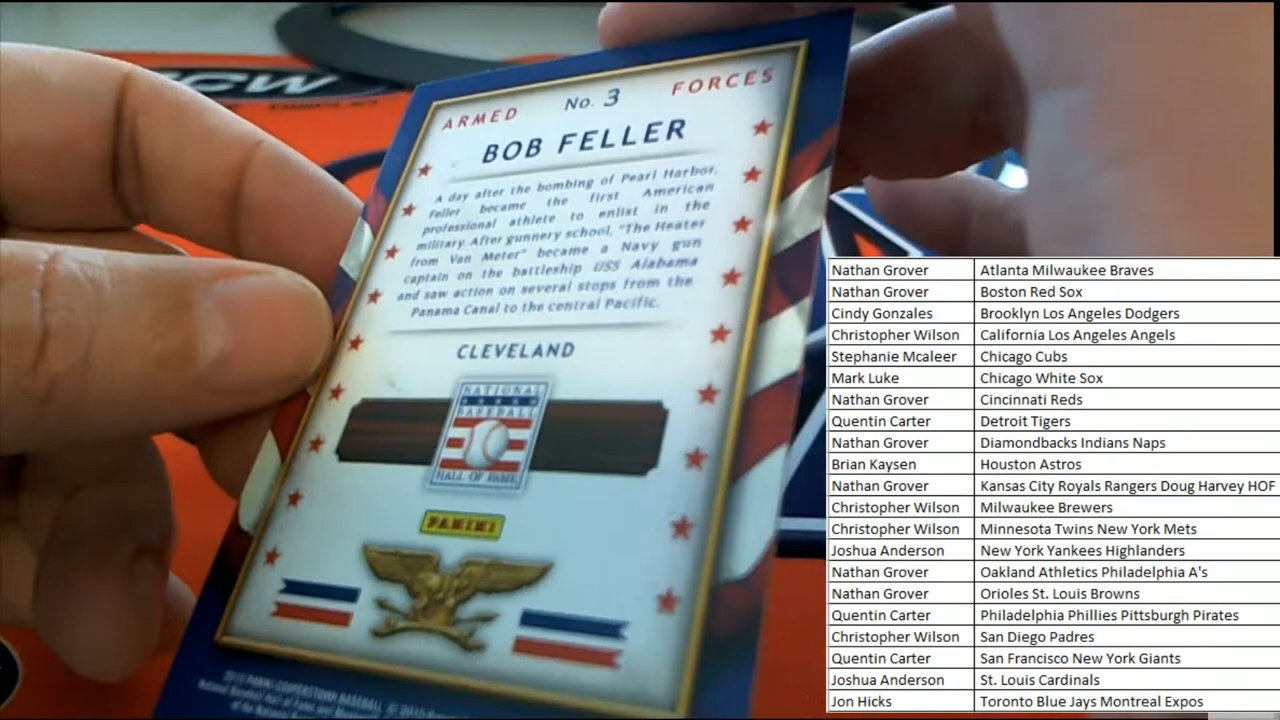 CW
ARMED No. 3 FORCES
BOB FELLER
A day after the bombing of Pearl Harbor,
Feller became the first American
professional athlete to enlist in the
military. After gunnery school, "The Heater
from Van Meter" became a Navy gun
captain on the battleship USS Alabama
and saw action on several stops from the
Panama Canal to the central Pacific.
CLEVELAND
NATIONAL
BASEBALL
HALL OF FAME
PANINI
Nathan Grover Atlanta Milwaukee Braves
Nathan Grover Boston Red Sox
Cindy Gonzales Brooklyn Los Angeles Dodgers
Christopher Wilson California Los Angeles Angels
Stephanie Mcaleer Chicago Cubs
Mark Luke Chicago White Sox
Nathan Grover Cincinnati Reds
Quentin Carter Detroit Tigers
Nathan Grover Diamondbacks Indians Naps
Brian Kaysen Houston Astros
Nathan Grover Kansas City Royals Rangers Doug Harvey HOF
Christopher Wilson Milwaukee Brewers
Christopher Wilson Minnesota Twins New York Mets
Joshua Anderson New York Yankees Highlanders
Nathan Grover Oakland Athletics Philadelphia A's
Nathan Grover Orioles St. Louis Browns
Quentin Carter Philadelphia Phillies Pittsburgh Pirates
Christopher Wilson San Diego Padres
Quentin Carter San Francisco New York Giants
Joshua Anderson St. Louis Cardinals
Jon Hicks Toronto Blue Jays Montreal Expos